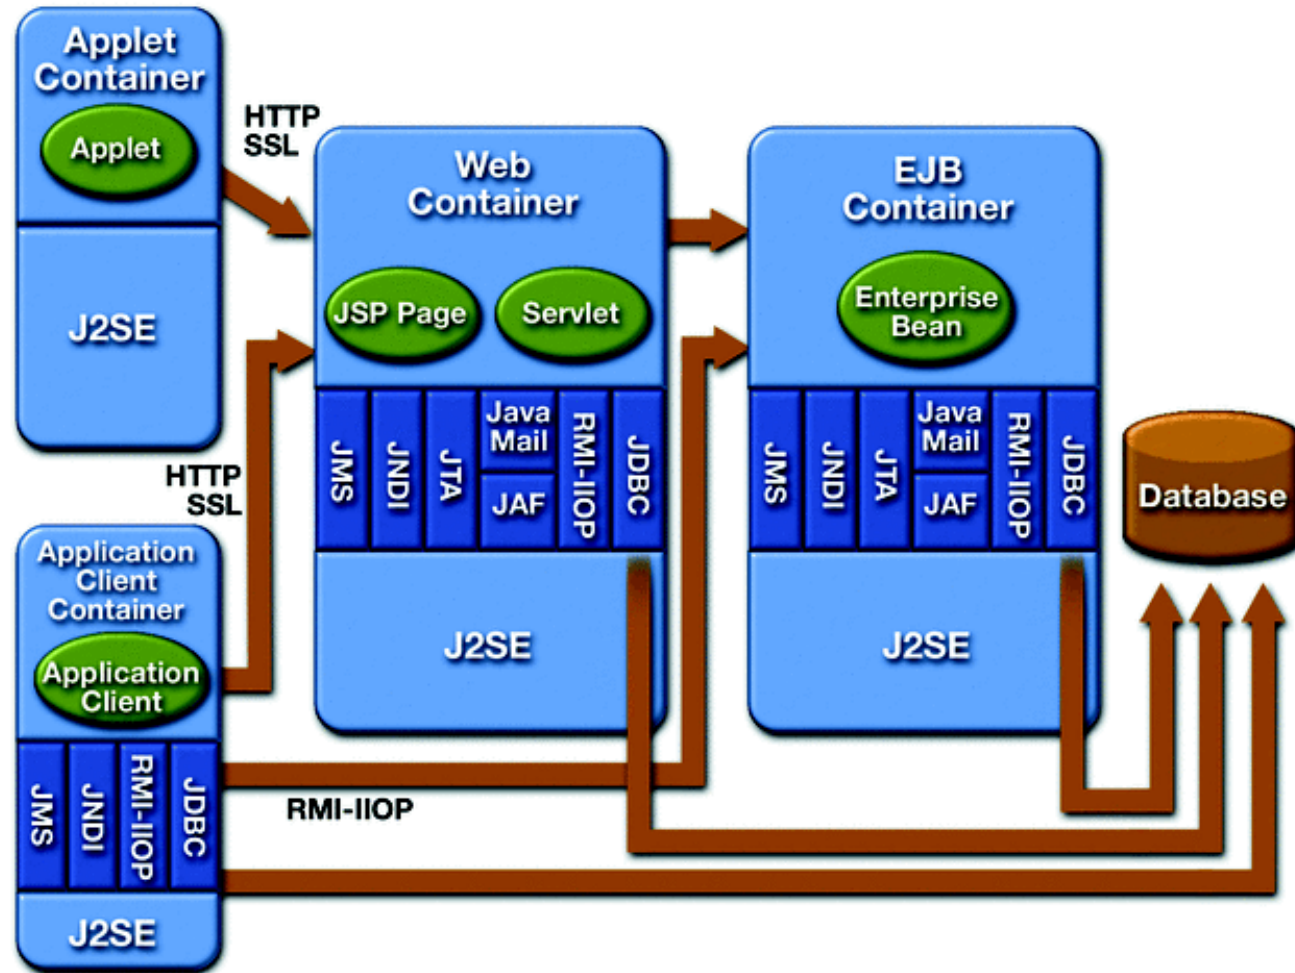 Applet
Container
Applet
J2SE
HTTP
SSL
Web
Container
JSP Page
Servlet
JMS
JNDI
JTA
Java
Mail
JAF
RMI-IIOP
JDBC
J2SE
EJB
Container
Enterprise
Bean
JMS
JNDI
JTA
Java
Mail
JAF
RMI-IIOP
JDBC
J2SE
Database
HTTP
SSL
Application
Client
Container
Application
Client
JMS
JNDI
RMI-IIOP
JDBC
J2SE
RMI-IIOP